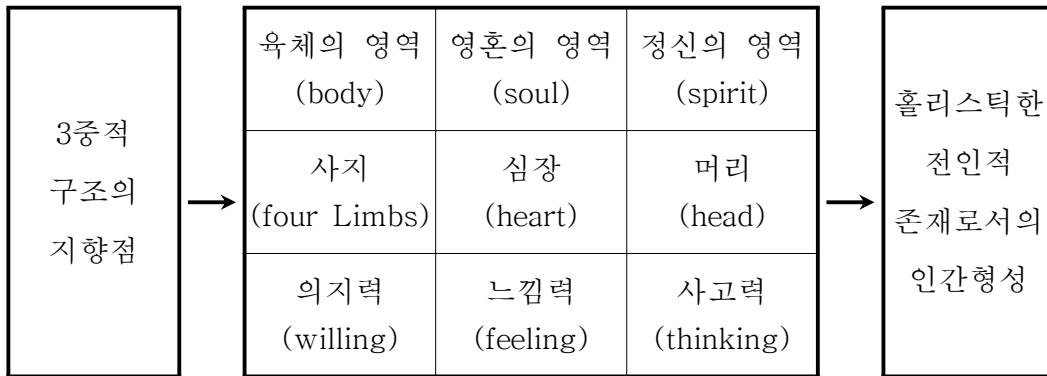 3중적
구조의
지향점
육체의 영역
(body)
영혼의 영역
(soul)
정신의 영역
(spirit)
사지
(four Limbs)
심장
(heart)
머리
(head)
의지력
(willing)
느낌력
(feeling)
사고력
(thinking)
홀리스틱한
전인적
존재로서의
인간형성